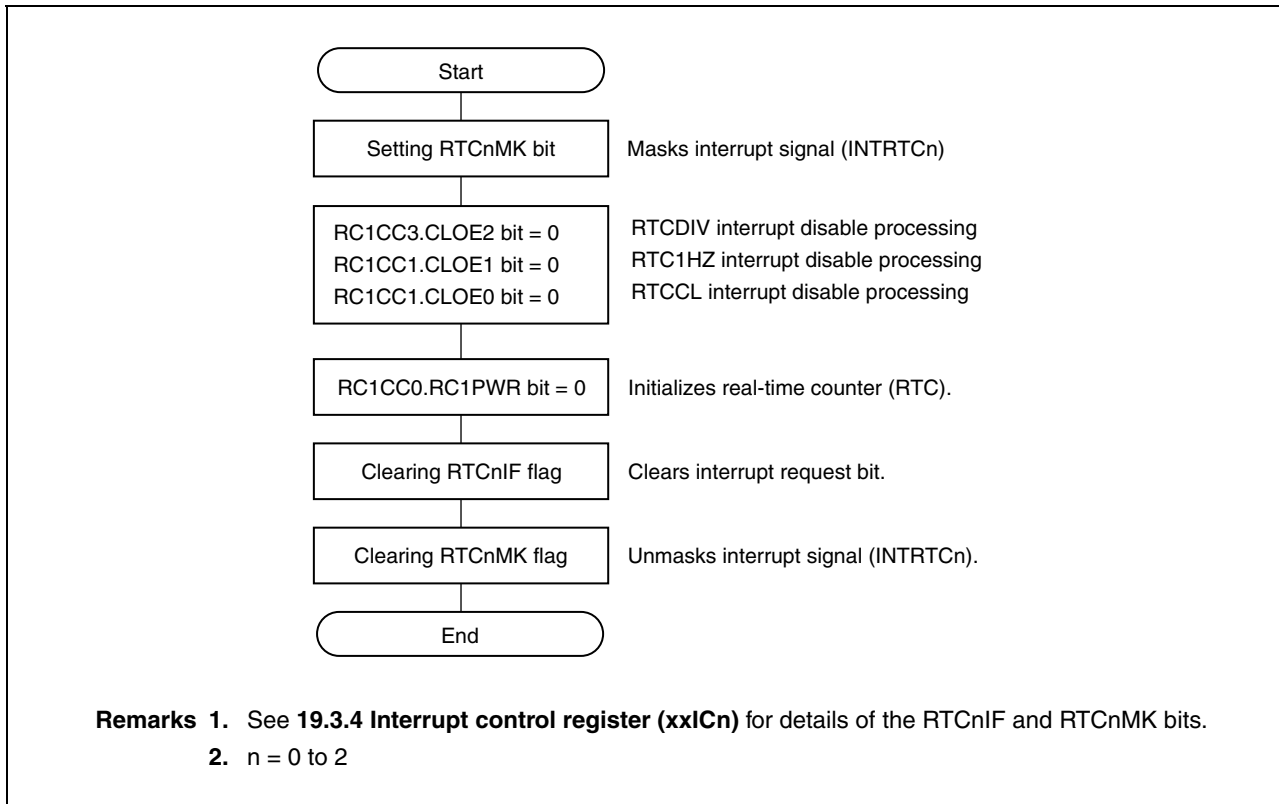 Start
Setting RTCnMK bit Masks interrupt signal (INTRTCn)
RC1CC3.CLOE2 bit = 0 RTCDIV interrupt disable processing
RC1CC1.CLOE1 bit = 0 RTC1HZ interrupt disable processing
RC1CC1.CLOE0 bit = 0 RTCCL interrupt disable processing
RC1CC0.RC1PWR bit = 0 Initializes real-time counter (RTC).
Clearing RTCnIF flag Clears interrupt request bit.
Clearing RTCnMK flag Unmasks interrupt signal (INTRTCn).
End
Remarks 1. See 19.3.4 Interrupt control register (xxICn) for details of the RTCnIF and RTCnMK bits.
2. n = 0 to 2